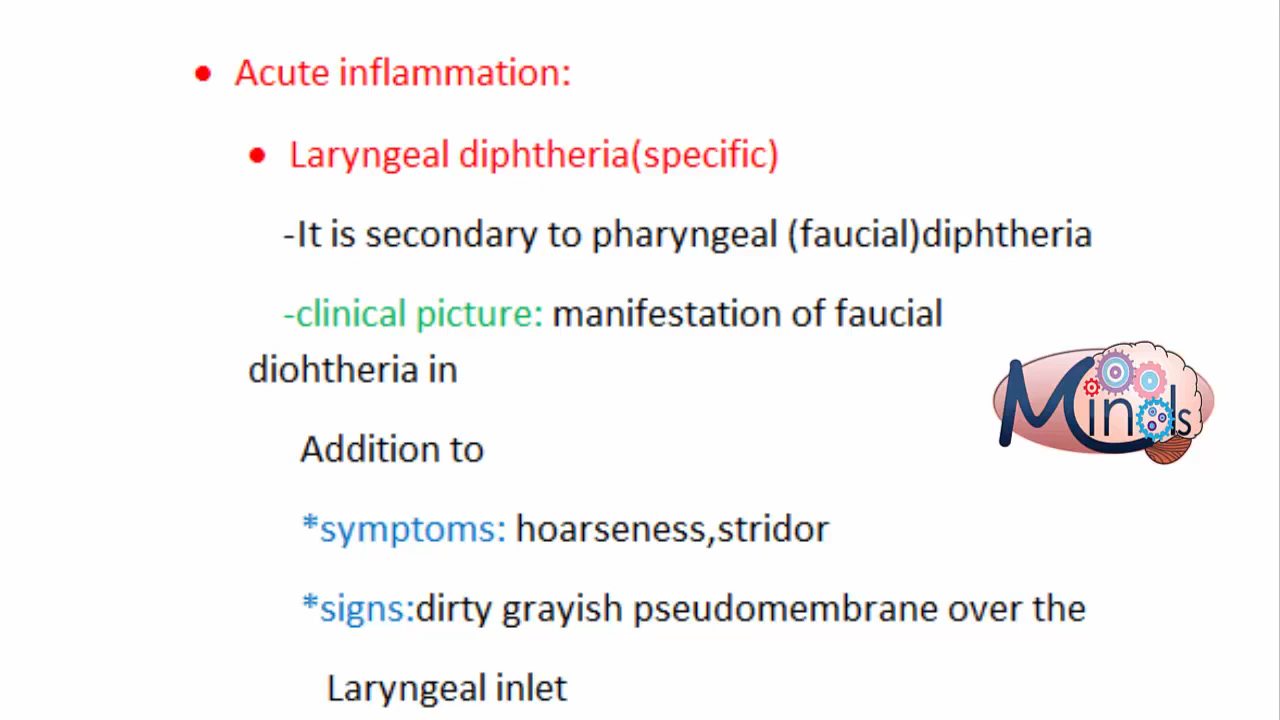 • Acute inflammation:
• Laryngeal diphtheria(specific)
-It is secondary to pharyngeal (faucial)diphtheria
-clinical picture: manifestation of faucial
diohtheria in
Minds
Addition to
*symptoms: hoarseness,stridor
*signs:dirty grayish pseudomembrane over the
Laryngeal inlet